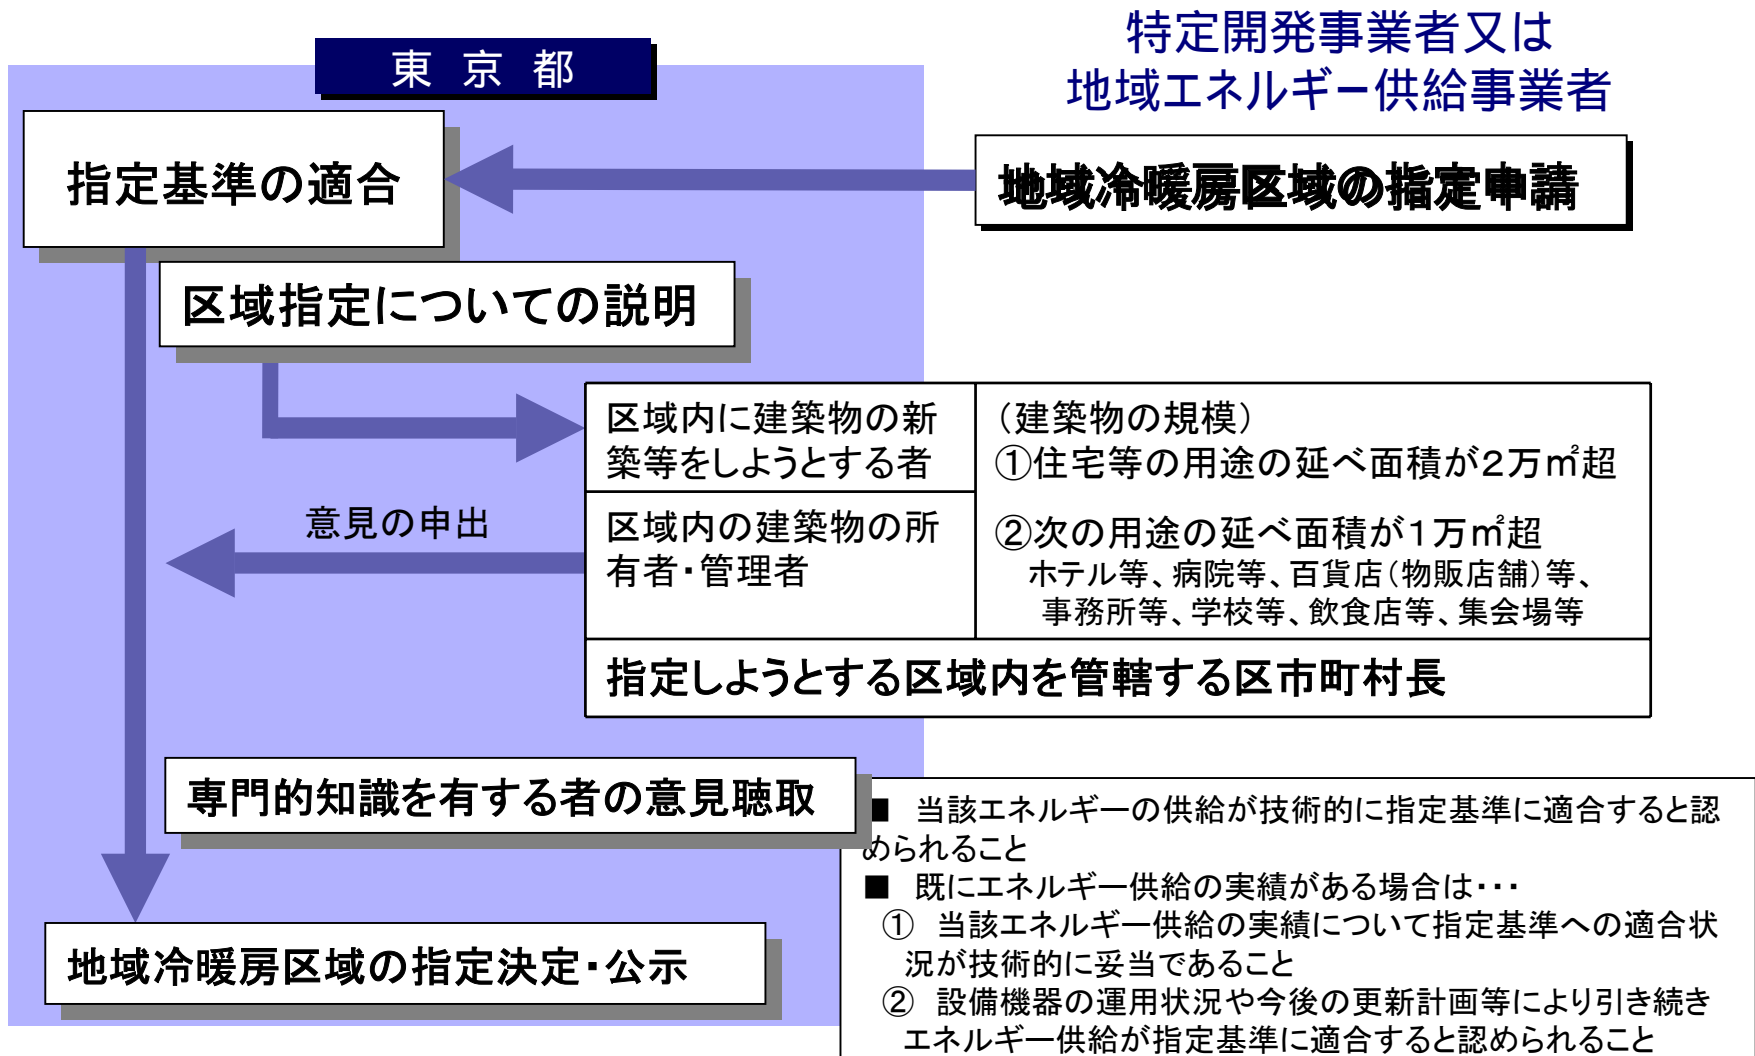 特定開発事業者又は
地域エネルギー供給事業者
東京都
指定基準の適合
地域冷暖房区域の指定申請
区域指定についての説明
区域内に建築物の新
築等をしようとする者
(建築物の規模)
①住宅等の用途の延べ面積が2万㎡超
意見の申出
区域内の建築物の所
有者・管理者
②次の用途の延べ面積が1万㎡超
ホテル等、病院等、百貨店(物販店舗)等、
事務所等、学校等、飲食店等、集会場等
指定しようとする区域内を管轄する区市町村長
専門的知識を有する者の意見聴取
■ 当該エネルギーの供給が技術的に指定基準に適合すると認
められること
■ 既にエネルギー供給の実績がある場合は・・・
① 当該エネルギー供給の実績について指定基準への適合状
況が技術的に妥当であること
② 設備機器の運用状況や今後の更新計画等により引き続き
エネルギー供給が指定基準に適合すると認められること
地域冷暖房区域の指定決定・公示